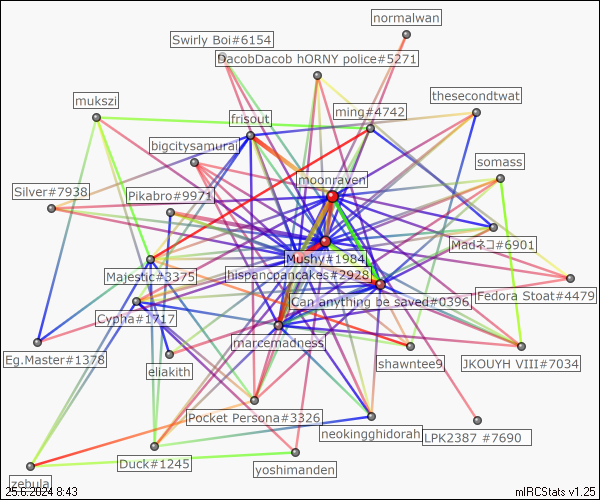 normalwan
Swirly Boi#6154
DacobDacob hORNY police#5271
mukszi
thesecondtwat
ming#4742
frisout
bigcitysamurai
somass
moonraven
Silver#7938
Pikabro#9971
Madネコ#6901
Mushy#1984
Majestic#3375
hispancpancakes#2928
Fedora Stoat#4479
Can anything be saved#0396
Cypha#1717
marcemadness
Eg.Master#1378
eliakith
shawntee9
JKOUYH VIII#7034
Pocket Persona#3326
neokingghidorah
LPK2387 #7690
Duck#1245
yoshimanden
zebula
25.6.2024 8:43
mIRCStats v1.25